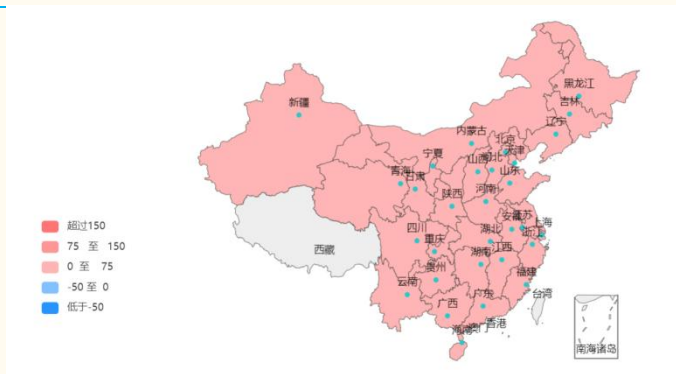 黑龙江
吉林
辽宁
新疆
内蒙古
北京
天津
宁夏
山西
河北
山东
青海
甘肃
陕西
河南
江苏
安徽
上海
四川
重庆
湖北
浙江
西藏
湖南
江西
贵州
福建
云南
台湾
广西
广东
香港
澳门
海南
南海诸岛
超过150
75 至 150
0 至 75
-50 至 0
低于-50